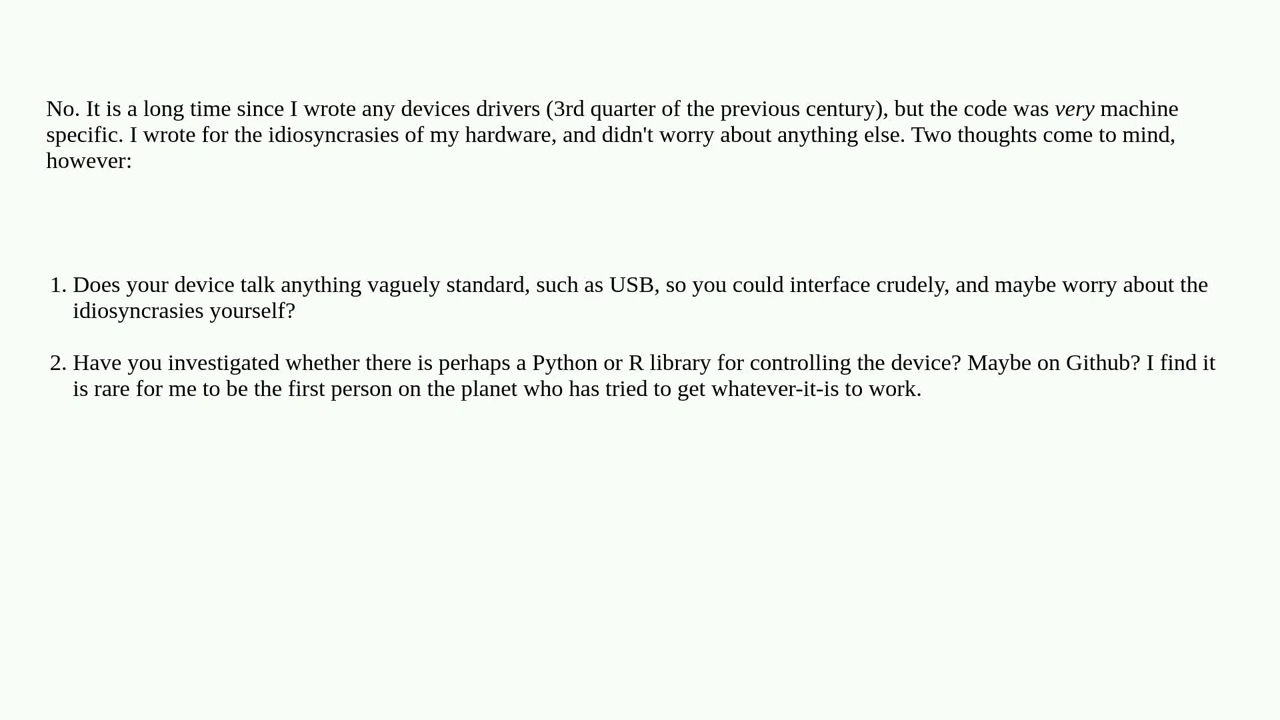 No. It is a long time since I wrote any devices drivers (3rd quarter of the previous century), but the code was very machine
specific. I wrote for the idiosyncrasies of my hardware, and didn't worry about anything else. Two thoughts come to mind,
however:
1. Does your device talk anything vaguely standard, such as USB, so you could interface crudely, and maybe worry about the
idiosyncrasies yourself?
2. Have you investigated whether there is perhaps a Python or R library for controlling the device? Maybe on Github? I find it
is rare for me to be the first person on the planet who has tried to get whatever-it-is to work.